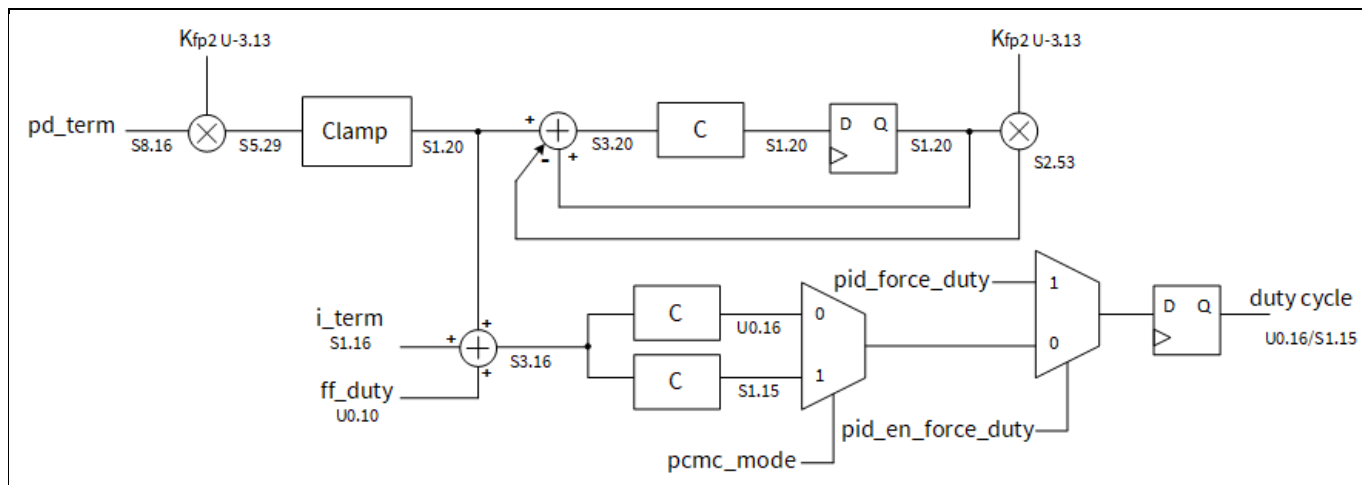 Kfp2 U-3.13
Kfp2 U-3.13
pd_term
S8.16
S5.29
Clamp
S1.20
+
-
+
S3.20
C
S1.20
D Q
S1.20
S2.53
i_term
S1.16
+
+
+
S3.16
ff_duty
U0.10
C
U0.16
C
S1.15
0
1
pcmc_mode
pid_force_duty
1
0
pid_en_force_duty
D Q
duty cycle
U0.16/S1.15